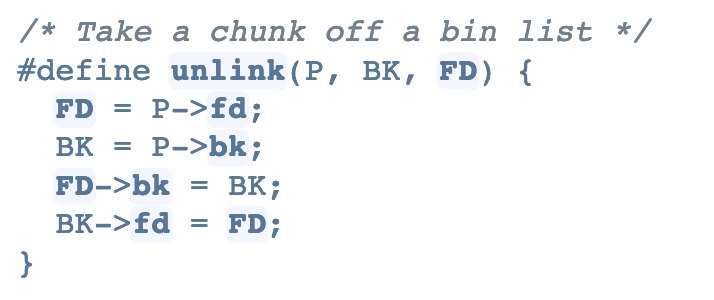 /* Take a chunk off a bin list */
#define unlink(P, BK, FD) {
FD = P->fd;
BK = P->bk;
FD->bk = BK;
BK->fd = FD;
}